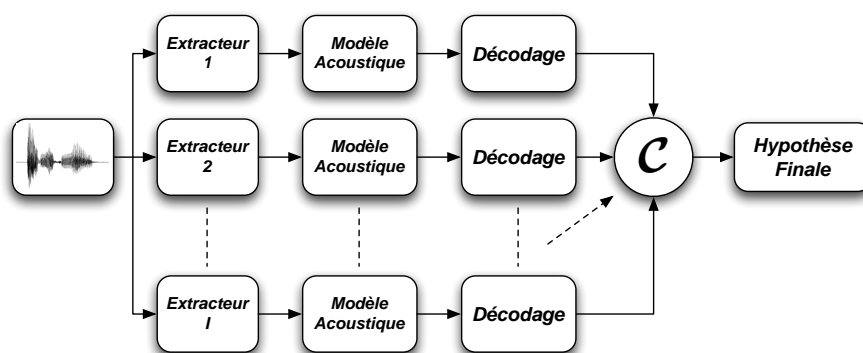 Extracteur
1
Modèle
Acoustique
Décodage
Extracteur
2
Modèle
Acoustique
Décodage
C
Hypothèse
Finale
Extracteur
I
Modèle
Acoustique
Décodage